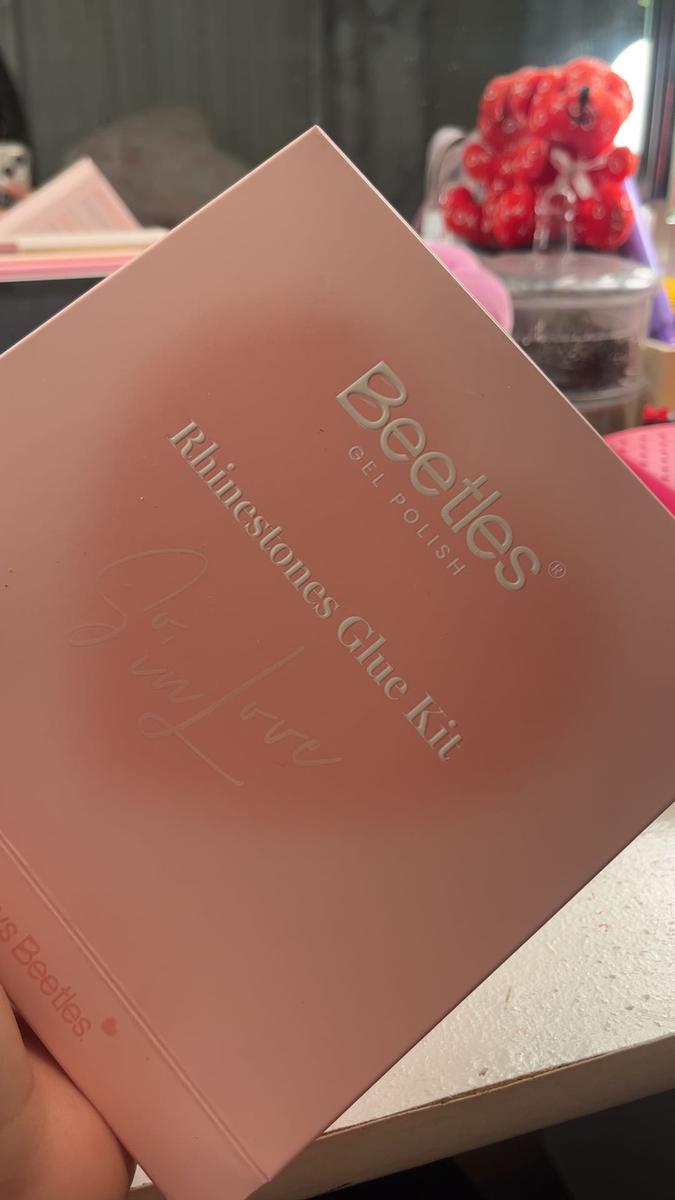 Beetles®
GEL POLISH
Rhinestones Glue Kit
So,
in Love
Beetles.